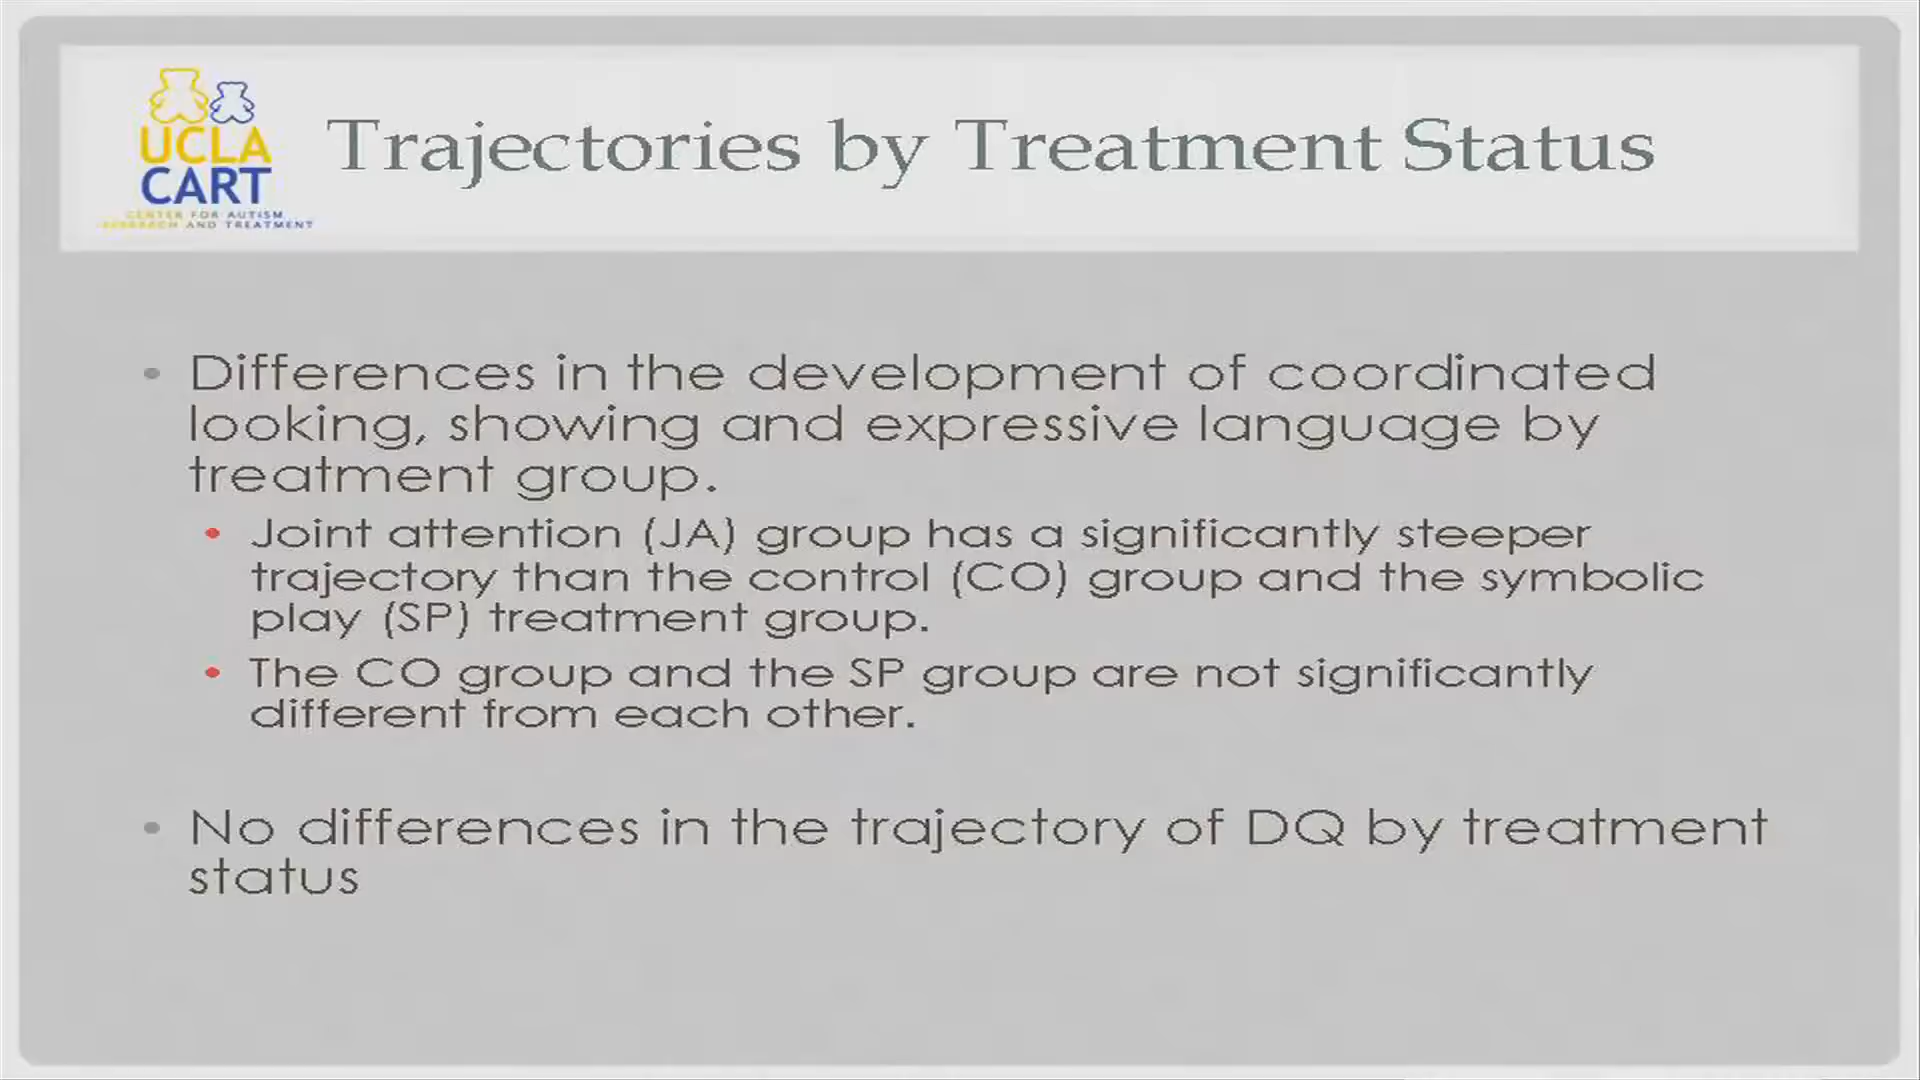 UCLA
CART
CENTER FOR AUTISM
RESEARCH AND TREATMENT
Trajectories by Treatment Status
• Differences in the development of coordinated
looking, showing and expressive language by
treatment group.
• Joint attention (JA) group has a significantly steeper
trajectory than the control (CO) group and the symbolic
play (SP) treatment group.
• The CO group and the SP group are not significantly
different from each other.
• No differences in the trajectory of DQ by treatment
status